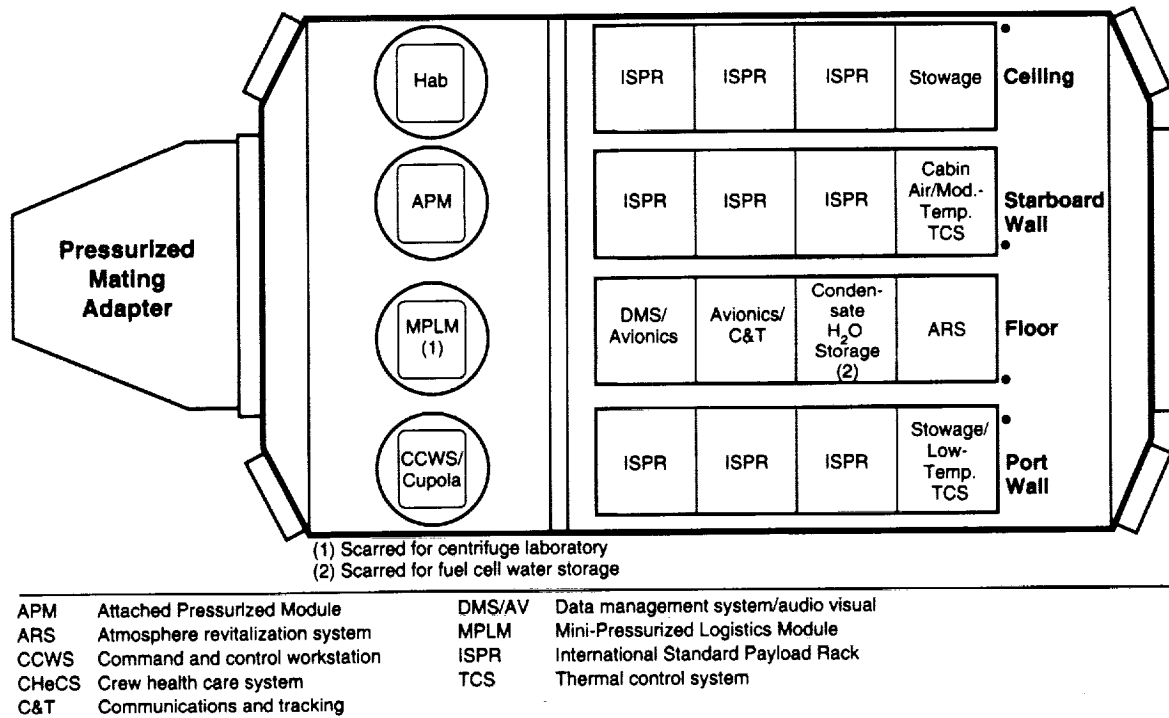 Hab
ISPR
ISPR
ISPR
Stowage
Ceiling
APM
ISPR
ISPR
ISPR
Cabin
Air/Mod.-
Temp.
TCS
Starboard
Wall
Pressurized
Mating
Adapter
MPLM
(1)
DMS/
Avionics
Avionics/
C&T
Conden-
sate
H₂O
Storage
(2)
ARS
Floor
CCWS/
Cupola
ISPR
ISPR
ISPR
Stowage/
Low-
Temp.
TCS
Port
Wall
(1) Scarred for centrifuge laboratory
(2) Scarred for fuel cell water storage
APM Attached Pressurized Module
ARS Atmosphere revitalization system
CCWS Command and control workstation
CHeCS Crew health care system
C&T Communications and tracking
DMS/AV Data management system/audio visual
MPLM Mini-Pressurized Logistics Module
ISPR International Standard Payload Rack
TCS Thermal control system